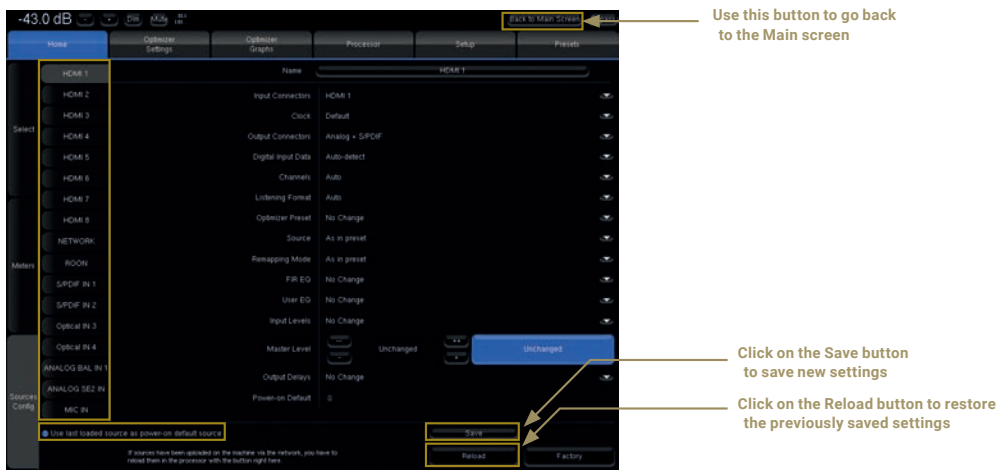 -43.0 dB - + Dim Mute Back to Main Screen
Use this button to go back
to the Main screen
Home Optimizer Settings Optimizer Graphs Processor Setup Presets
Select
Meters
Sources Config
HDMI 1
HDMI 2
HDMI 3
HDMI 4
HDMI 5
HDMI 6
HDMI 7
HDMI 8
NETWORK
ROON
S/PDIF IN 1
S/PDIF IN 2
Optical IN 3
Optical IN 4
ANALOG BAL IN 1
ANALOG SE2 IN
MIC IN
Name HDMI 1
Input Connectors HDMI 1
Clock Default
Output Connectors Analog + S/PDIF
Digital Input Data Auto-detect
Channels Auto
Listening Format Auto
Optimizer Preset No Change
Source As in preset
Remapping Mode As in preset
FIR EQ No Change
User EQ No Change
Input Levels No Change
Master Level -- - Unchanged ++ + Unchanged
Output Delays No Change
Power-on Default 0
Use last loaded source as power-on default source
Save
If sources have been uploaded on the machine via the network, you have to
reload them in the processor with the button right here
Reload Factory
Click on the Save button
to save new settings
Click on the Reload button to restore
the previously saved settings